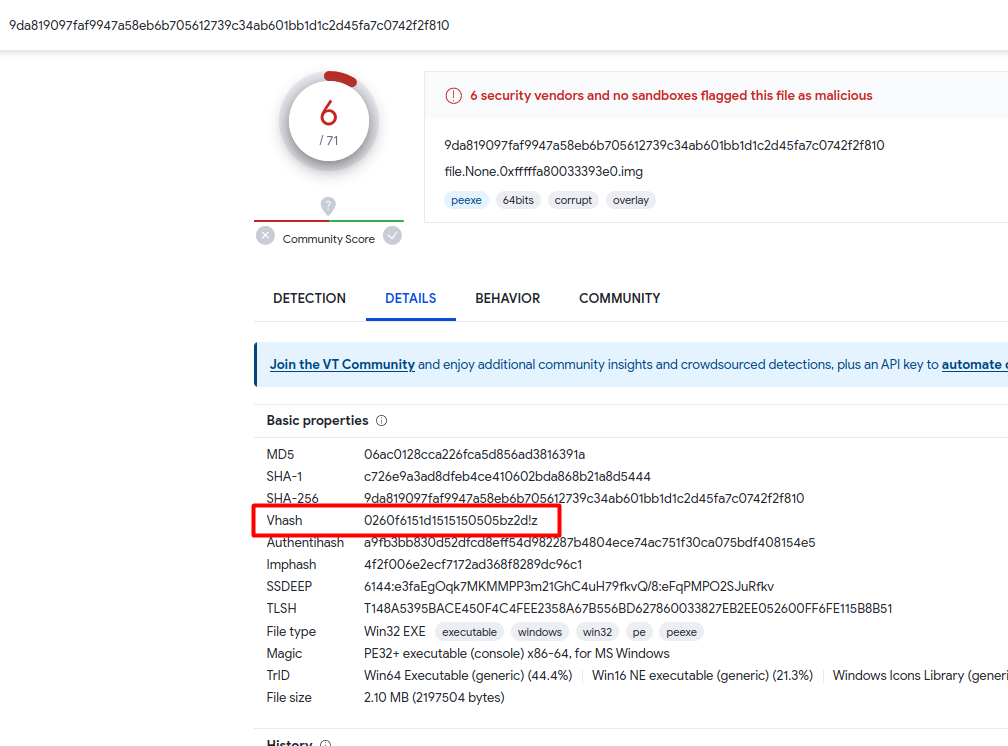 9da819097faf9947a58eb6b705612739c34ab601bb1d1c2d45fa7c0742f2f810
6
/ 71
?
Community Score
6 security vendors and no sandboxes flagged this file as malicious
9da819097faf9947a58eb6b705612739c34ab601bb1d1c2d45fa7c0742f2f810
file.None.0xfffffa80033393e0.img
peexe 64bits corrupt overlay
DETECTION DETAILS BEHAVIOR COMMUNITY
Join the VT Community and enjoy additional community insights and crowdsourced detections, plus an API key to automate
Basic properties
MD5 06ac0128cca226fca5d856ad3816391a
SHA-1 c726e9a3ad8dfeb4ce410602bda868b21a8d5444
SHA-256 9da819097faf9947a58eb6b705612739c34ab601bb1d1c2d45fa7c0742f2f810
Vhash 0260f6151d1515150505bz2d!z
Authentihash a9fb3bb830d52dfcd8eff54d982287b4804ece74ac751f30ca075bdf408154e5
Imphash 4f2f006e2ecf7172ad368f8289dc96c1
SSDEEP 6144:e3faEgOqk7MKMMPP3m21GhC4uH79fkvQ/8:eFqPMPO2SJuRfkv
TLSH T148A5395BACE450F4C4FEE2358A67B556BD627860033827EB2EE052600FF6FE115B8B51
File type Win32 EXE executable windows win32 pe peexe
Magic PE32+ executable (console) x86-64, for MS Windows
TrID Win64 Executable (generic) (44.4%) Win16 NE executable (generic) (21.3%) Windows Icons Library (generi
File size 2.10 MB (2197504 bytes)
History